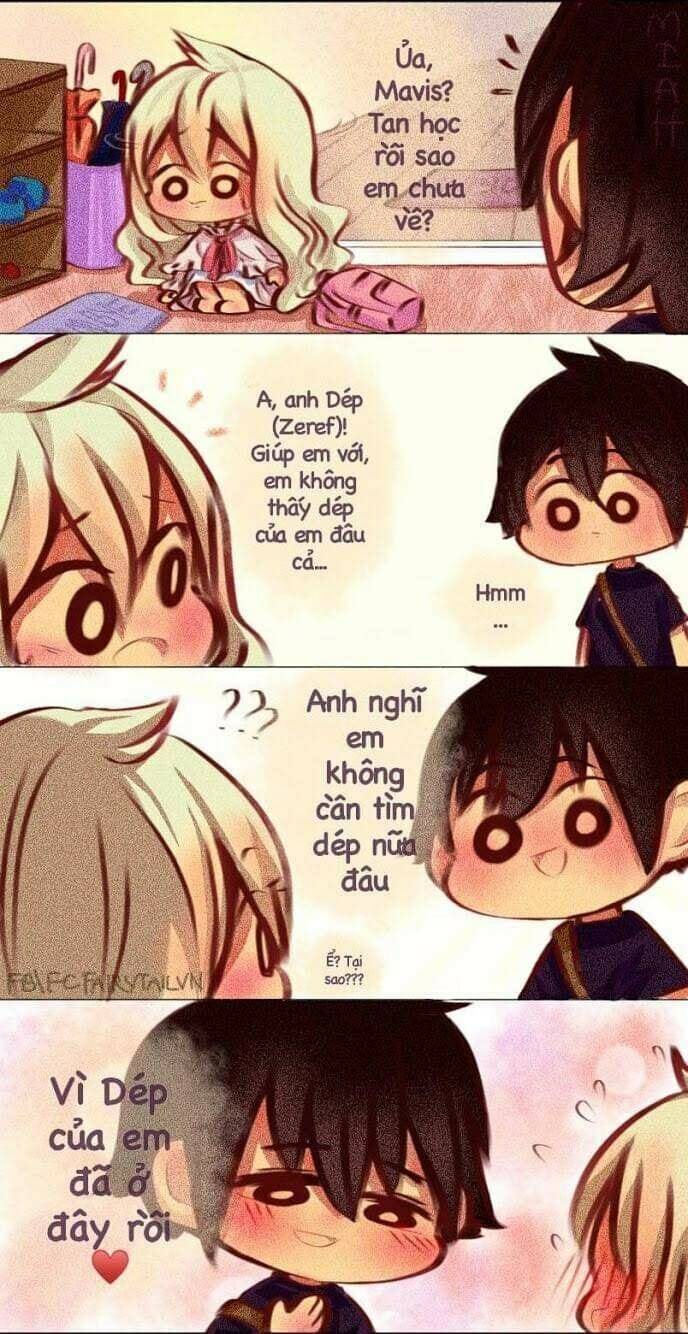 Ủa,
Mavis?
Tan học
rồi sao
em chưa
về?
A, anh Dép
(Zeref)!
Giúp em với,
em không
thấy dép
của em đâu
cả...
Hmm
...
???
Anh nghĩ
em
không
cần tìm
dép nữa
đâu
Ể? Tại
sao???
FB\FCFAIRYTAILVN
Vì Dép
của em
đã ở
đây rồi